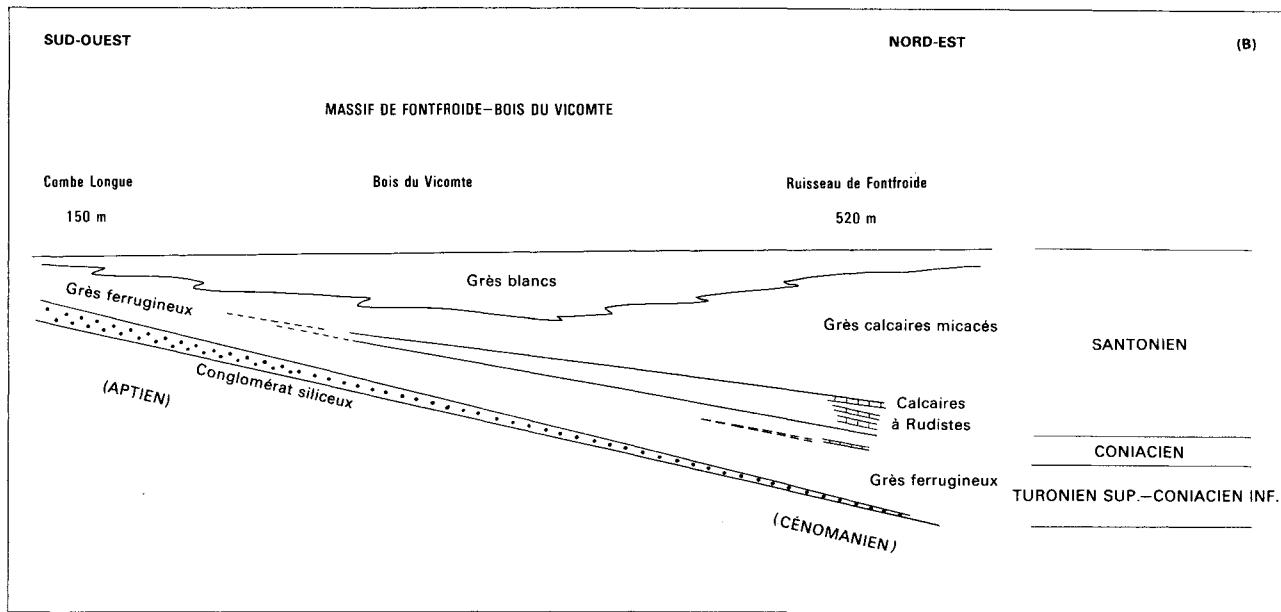 SUD-OUEST NORD-EST (B)
MASSIF DE FONTFROIDE–BOIS DU VICOMTE
Combe Longue Bois du Vicomte Ruisseau de Fontfroide
150 m 520 m
Grès blancs
Grès ferrugineux
Grès calcaires micacés
SANTONIEN
Conglomérat siliceux
(APTIEN)
Calcaires
à Rudistes
CONIACIEN
Grès ferrugineux
TURONIEN SUP.–CONIACIEN INF.
(CÉNOMANIEN)